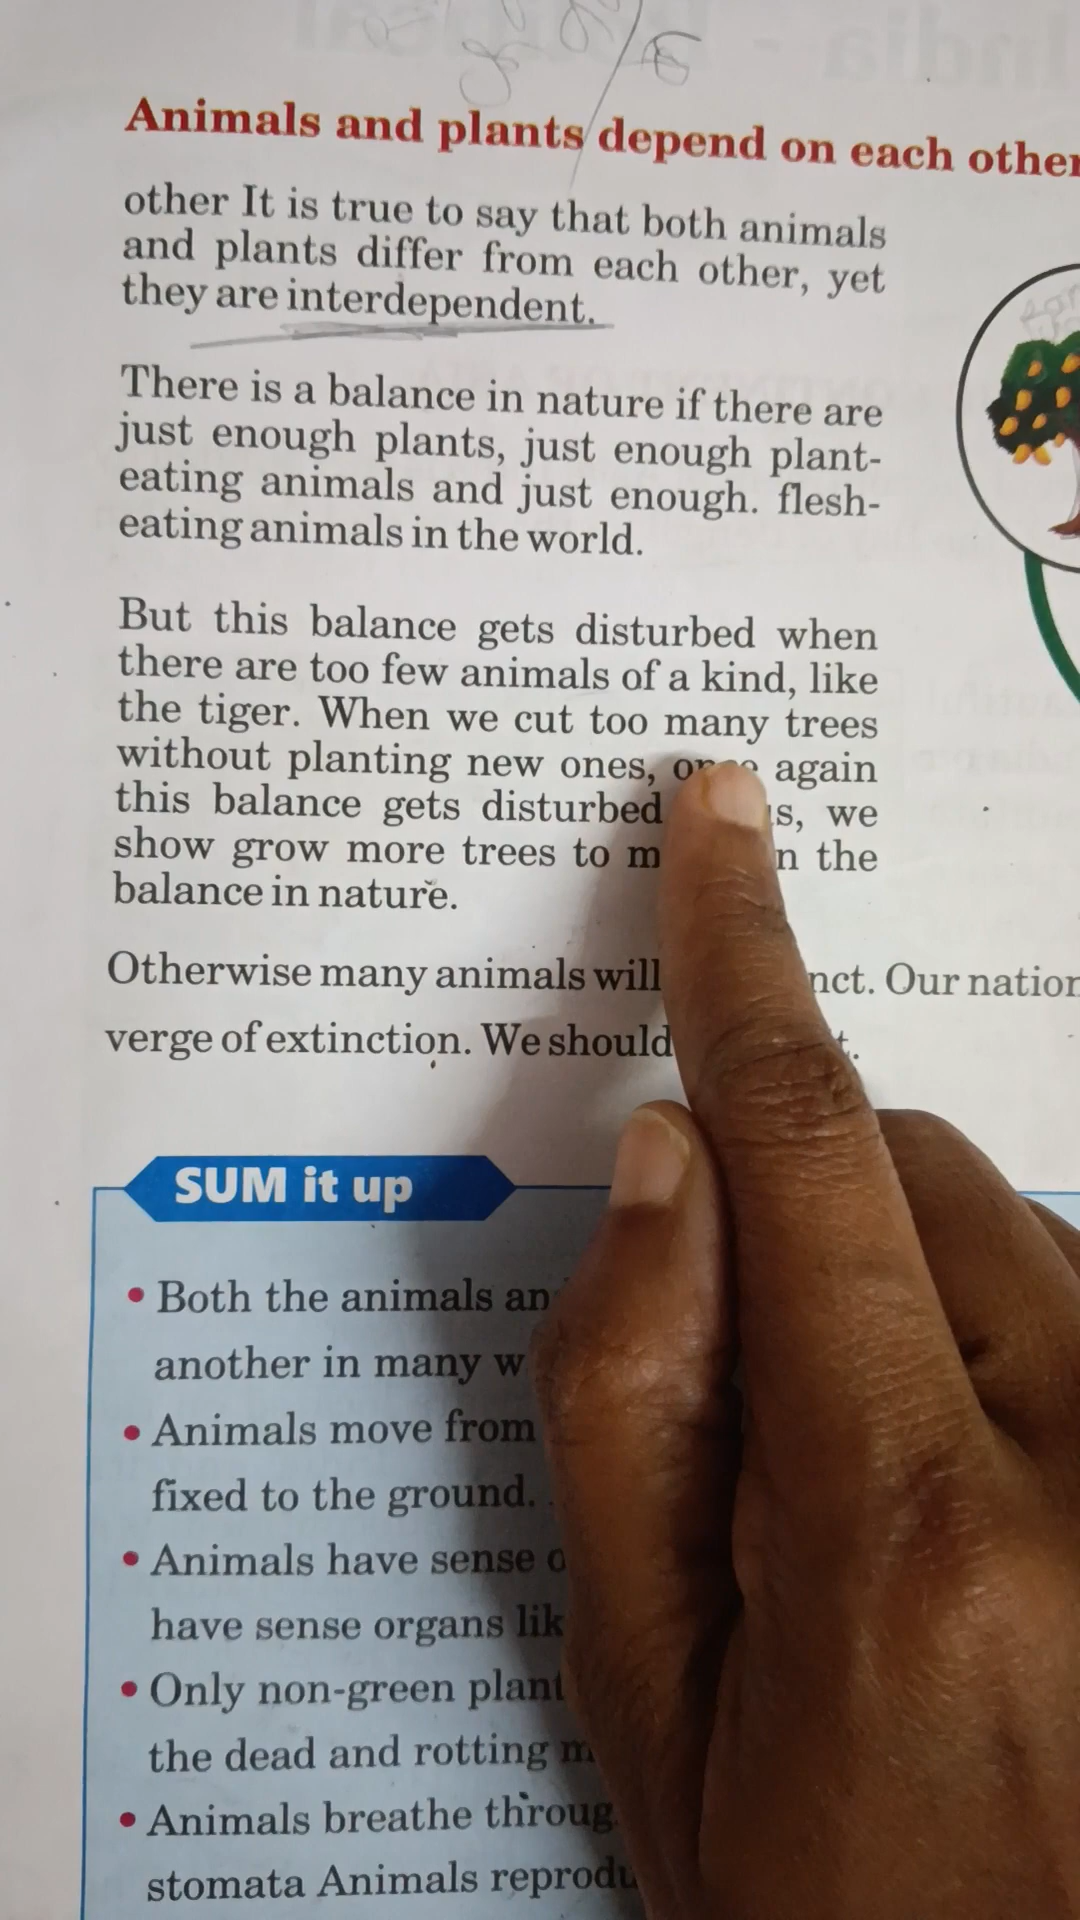 Animals and plants depend on each other
other It is true to say that both animals
and plants differ from each other, yet
they are interdependent.
There is a balance in nature if there are
just enough plants, just enough plant-
eating animals and just enough. flesh-
eating animals in the world.
But this balance gets disturbed when
there are too few animals of a kind, like
the tiger. When we cut too many trees
without planting new ones, once again
this balance gets disturbed we
show grow more trees to the
balance in nature.
Otherwise many animals will Our
verge of extinction. We should
SUM it up
• Both the animals
another in many
• Animals move from
fixed to the ground.
• Animals have sense
have sense organs
• Only non-green
the dead and rotting
• Animals breathe
stomata Animals